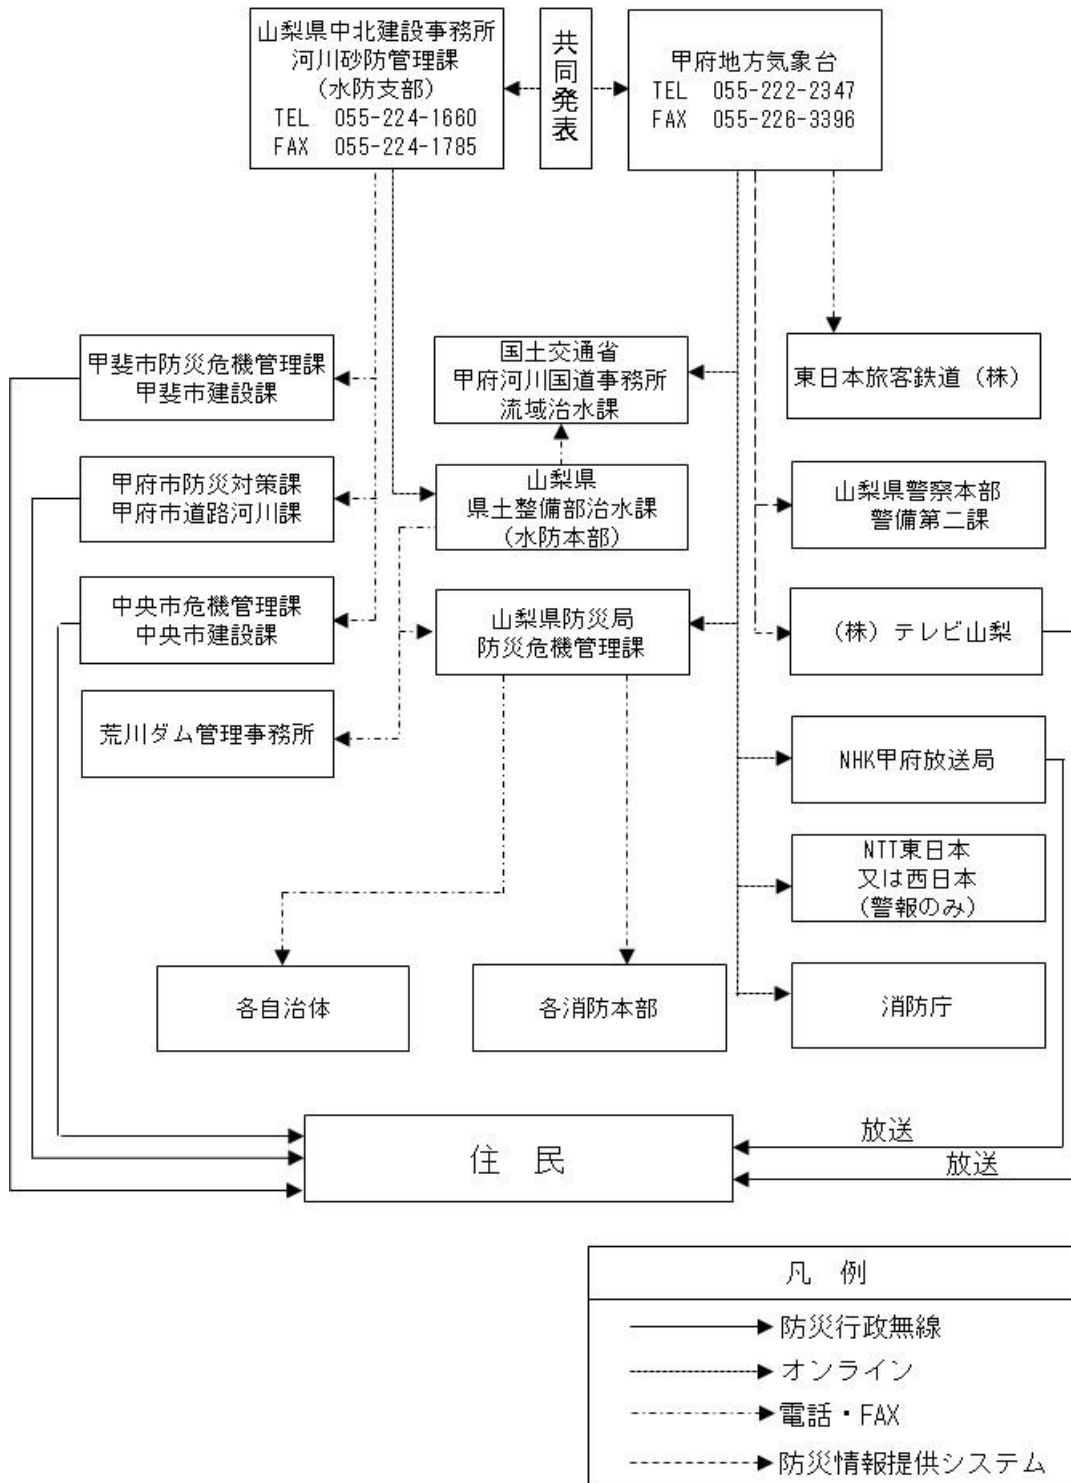 山梨県中北建設事務所
河川砂防管理課
（水防支部）
TEL 055-224-1660
FAX 055-224-1785
共同発表
甲府地方気象台
TEL 055-222-2347
FAX 055-226-3396
甲斐市防災危機管理課
甲斐市建設課
国土交通省
甲府河川国道事務所
流域治水課
東日本旅客鉄道（株）
甲府市防災対策課
甲府市道路河川課
山梨県
県土整備部治水課
（水防本部）
山梨県警察本部
警備第二課
中央市危機管理課
中央市建設課
山梨県防災局
防災危機管理課
（株）テレビ山梨
荒川ダム管理事務所
NHK甲府放送局
NTT東日本
又は西日本
（警報のみ）
各自治体
各消防本部
消防庁
住 民
放送
放送
凡 例
防災行政無線
オンライン
電話・FAX
防災情報提供システム